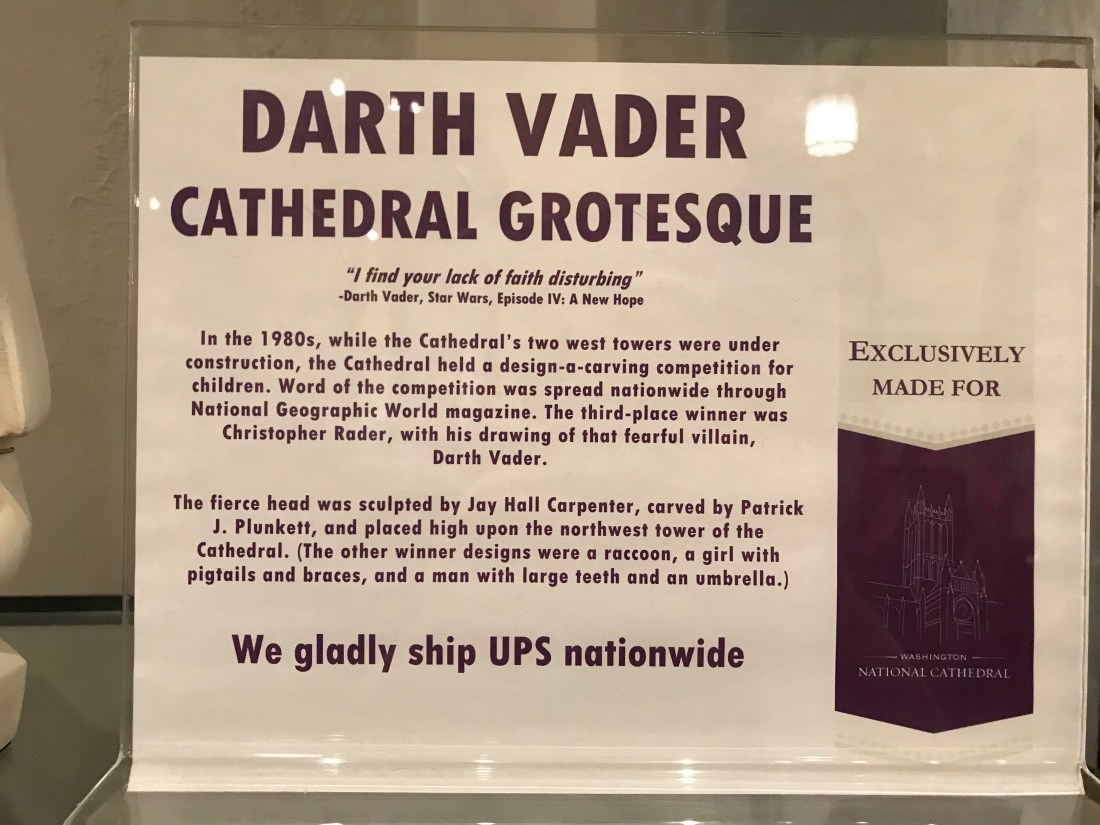 DARTH VADER
CATHEDRAL GROTESQUE
“I find your lack of faith disturbing”
-Darth Vader, Star Wars, Episode IV: A New Hope
In the 1980s, while the Cathedral’s two west towers were under
construction, the Cathedral held a design-a-carving competition for
children. Word of the competition was spread nationwide through
National Geographic World magazine. The third-place winner was
Christopher Rader, with his drawing of that fearful villain,
Darth Vader.
The fierce head was sculpted by Jay Hall Carpenter, carved by Patrick
J. Plunkett, and placed high upon the northwest tower of the
Cathedral. (The other winner designs were a raccoon, a girl with
pigtails and braces, and a man with large teeth and an umbrella.)
We gladly ship UPS nationwide
EXCLUSIVELY
MADE FOR
WASHINGTON
NATIONAL CATHEDRAL